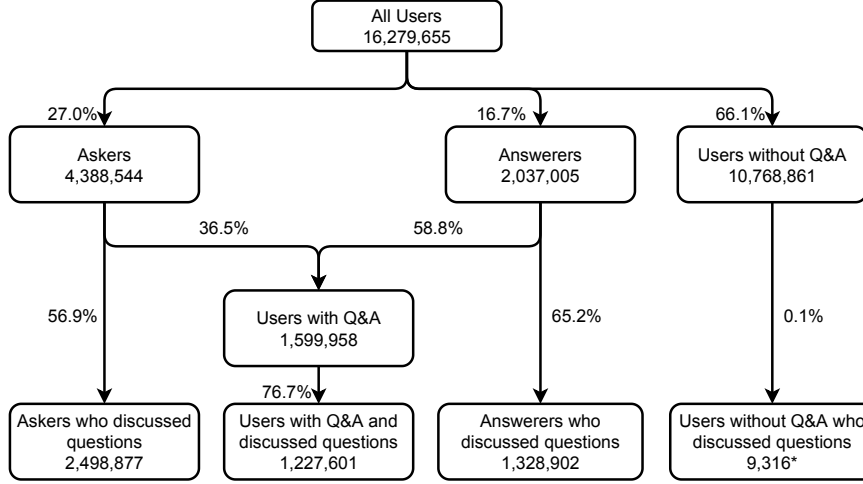 All Users
16,279,655
27.0%
16.7%
66.1%
Askers
4,388,544
Answerers
2,037,005
Users without Q&A
10,768,861
36.5%
58.8%
Users with Q&A
1,599,958
56.9%
65.2%
0.1%
76.7%
Askers who discussed
questions
2,498,877
Users with Q&A and
discussed questions
1,227,601
Answerers who
discussed questions
1,328,902
Users without Q&A who
discussed questions
9,316*